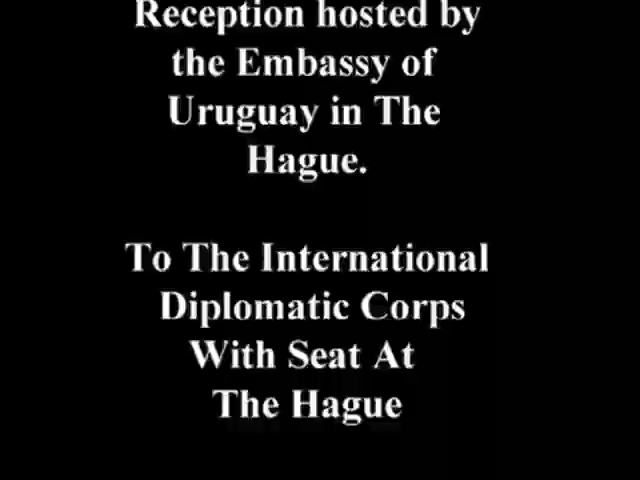 Reception hosted by
the Embassy of
Uruguay in The
Hague.
To The International
Diplomatic Corps
With Seat At
The Hague